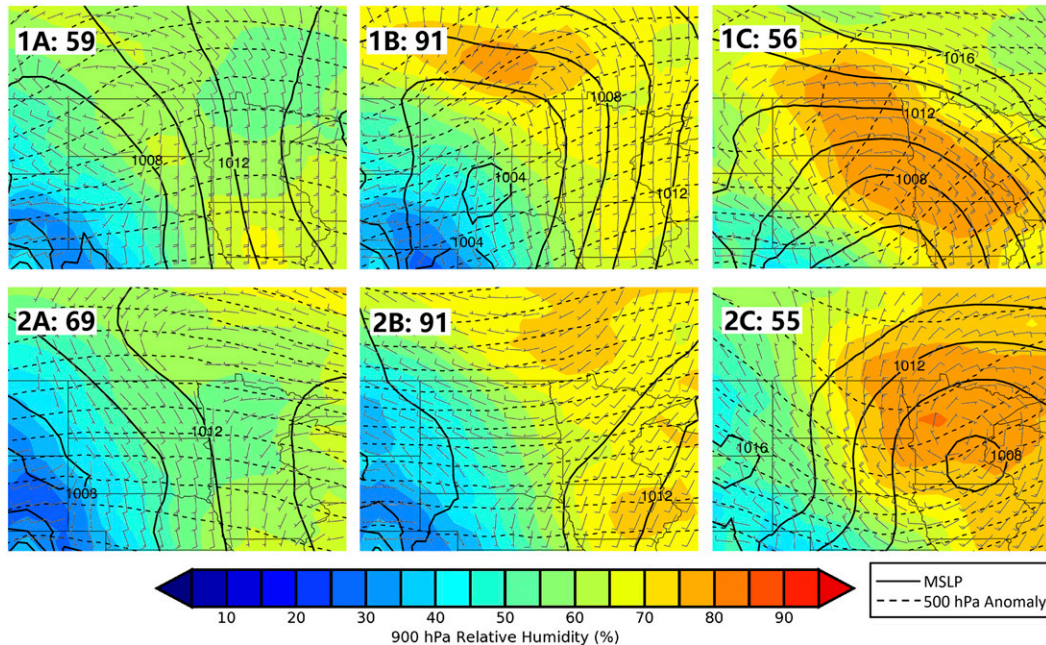 1A: 59
1B: 91
1C: 56
1008
1012
1008
1004
1004
1012
1016
1012
1008
2A: 69
2B: 91
2C: 55
1012
1008
1012
1012
1016
1008
10 20 30 40 50 60 70 80 90
900 hPa Relative Humidity (%)
MSLP
500 hPa Anomaly